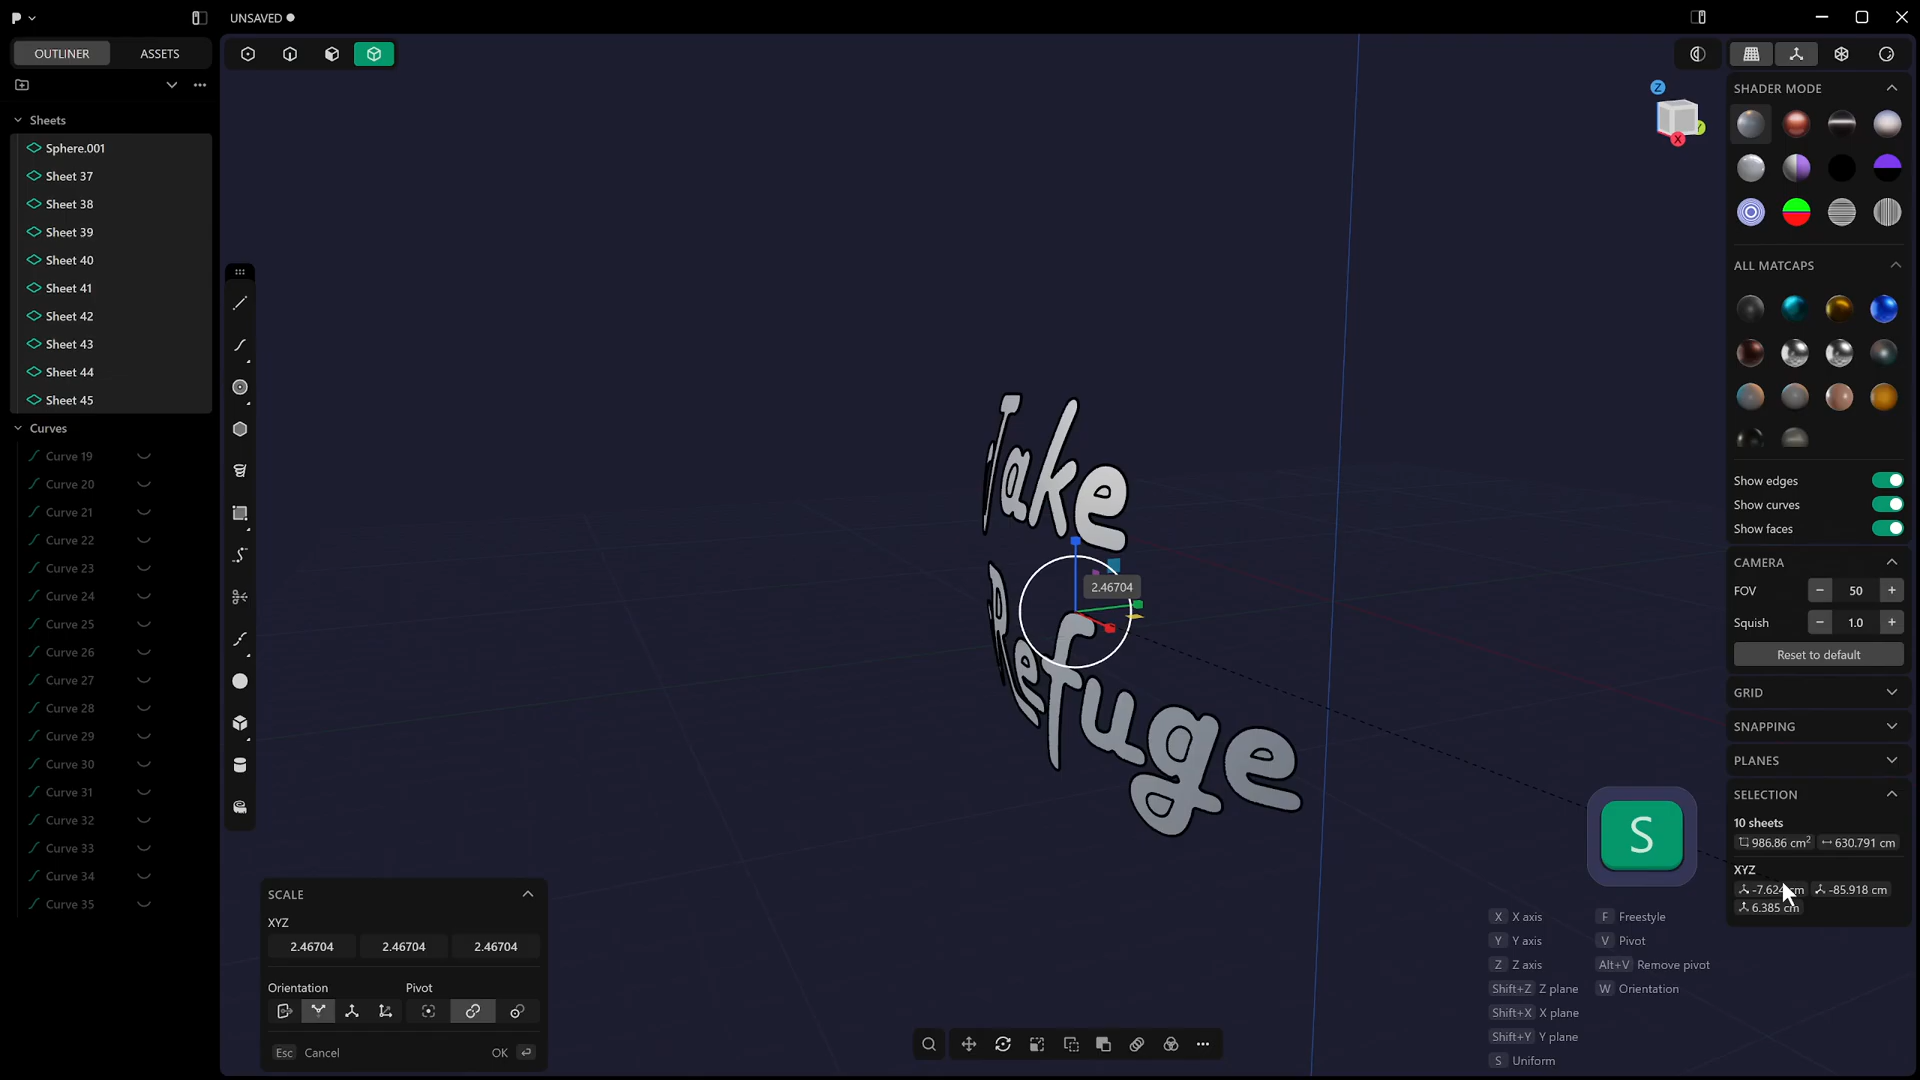 UNSAVED
OUTLINER ASSETS
Sheets
Sphere.001
Sheet 37
Sheet 38
Sheet 39
Sheet 40
Sheet 41
Sheet 42
Sheet 43
Sheet 44
Sheet 45
Curves
Curve 19
Curve 20
Curve 21
Curve 22
Curve 23
Curve 24
Curve 25
Curve 26
Curve 27
Curve 28
Curve 29
Curve 30
Curve 31
Curve 32
Curve 33
Curve 34
Curve 35
Take
Refuge
2.46704
Z
Y
X
S
SCALE
XYZ
2.46704 2.46704 2.46704
Orientation Pivot
Esc Cancel OK
X X axis F Freestyle
Y Y axis V Pivot
Z Z axis Alt+V Remove pivot
Shift+Z Z plane W Orientation
Shift+X X plane
Shift+Y Y plane
S Uniform
SHADER MODE
ALL MATCAPS
Show edges
Show curves
Show faces
CAMERA
FOV − 50 +
Squish − 1.0 +
Reset to default
GRID
SNAPPING
PLANES
SELECTION
10 sheets
986.86 cm² 630.791 cm
XYZ
-7.624 cm -85.918 cm
6.385 cm